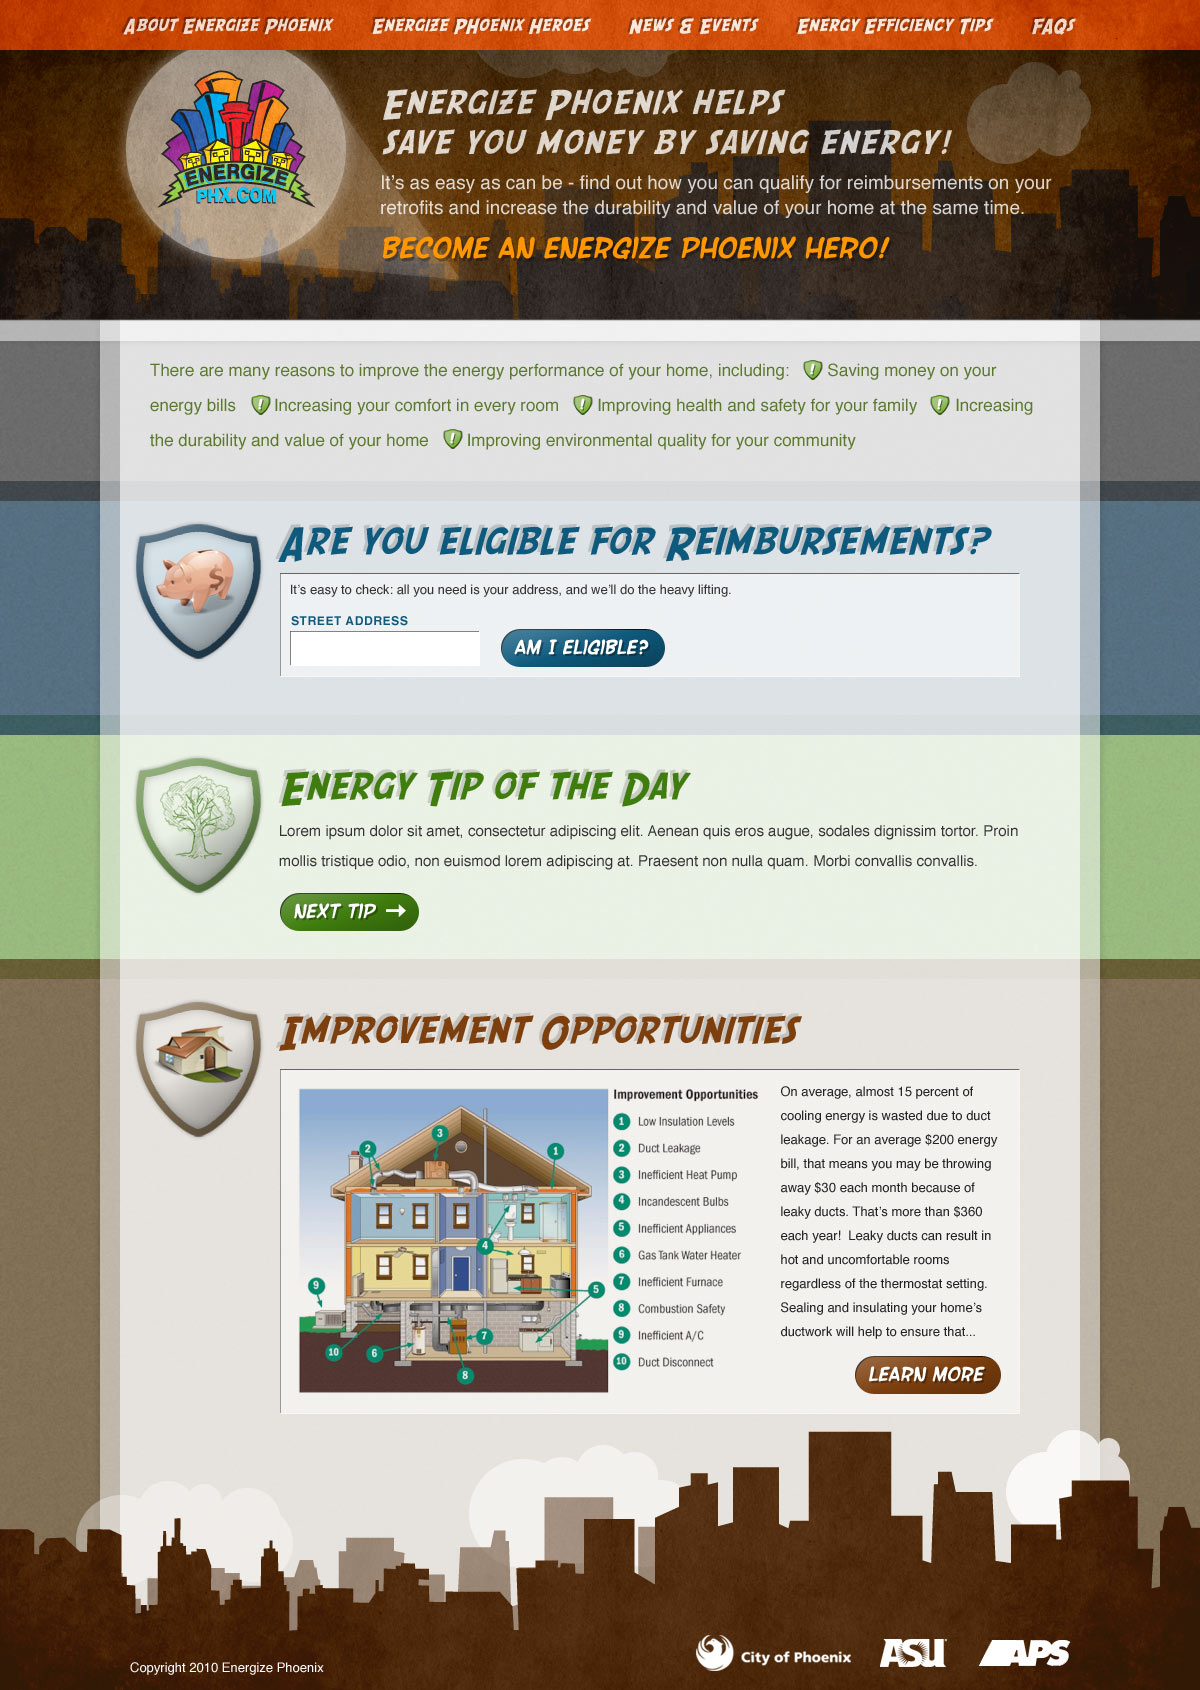 About Energize Phoenix Energize Phoenix Heroes News & Events Energy Efficiency Tips FAQs
ENERGIZE
PHX.COM
Energize Phoenix helps
save you money by saving energy!
It's as easy as can be - find out how you can qualify for reimbursements on your
retrofits and increase the durability and value of your home at the same time.
BECOME AN ENERGIZE PHOENIX HERO!
There are many reasons to improve the energy performance of your home, including: ! Saving money on your
energy bills ! Increasing your comfort in every room ! Improving health and safety for your family ! Increasing
the durability and value of your home ! Improving environmental quality for your community
Are you eligible for Reimbursements?
It's easy to check: all you need is your address, and we'll do the heavy lifting.
STREET ADDRESS
AM I ELIGIBLE?
$
Energy Tip of the Day
Lorem ipsum dolor sit amet, consectetur adipiscing elit. Aenean quis eros augue, sodales dignissim tortor. Proin
mollis tristique odio, non euismod lorem adipiscing at. Praesent non nulla quam. Morbi convallis convallis.
NEXT TIP →
Improvement Opportunities
2
3
1
4
9
5
10
6
7
8
Improvement Opportunities
1 Low Insulation Levels
2 Duct Leakage
3 Inefficient Heat Pump
4 Incandescent Bulbs
5 Inefficient Appliances
6 Gas Tank Water Heater
7 Inefficient Furnace
8 Combustion Safety
9 Inefficient A/C
10 Duct Disconnect
On average, almost 15 percent of
cooling energy is wasted due to duct
leakage. For an average $200 energy
bill, that means you may be throwing
away $30 each month because of
leaky ducts. That's more than $360
each year! Leaky ducts can result in
hot and uncomfortable rooms
regardless of the thermostat setting.
Sealing and insulating your home's
ductwork will help to ensure that...
LEARN MORE
Copyright 2010 Energize Phoenix
City of Phoenix
ASU
APS